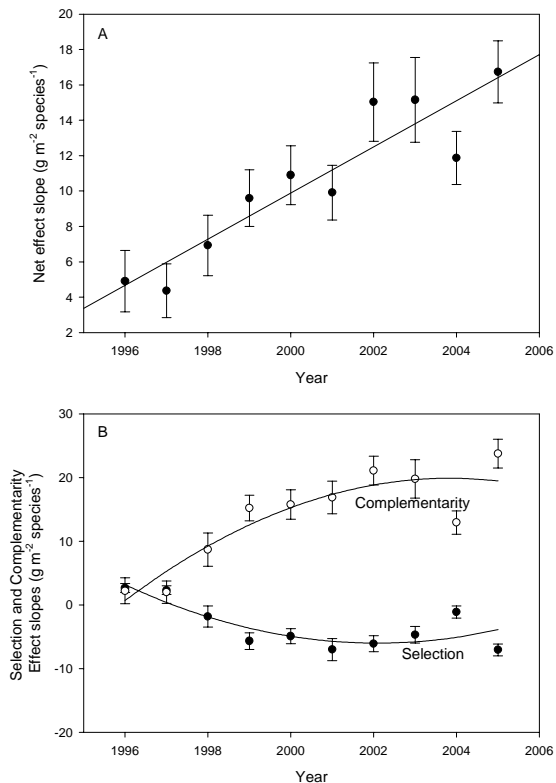 A
20
18
16
14
12
10
8
6
4
2
Net effect slope (g m⁻² species⁻¹)
1996 1998 2000 2002 2004 2006
Year
B
30
20
10
0
-10
-20
Selection and Complementarity
Effect slopes (g m⁻² species⁻¹)
Complementarity
Selection
1996 1998 2000 2002 2004 2006
Year